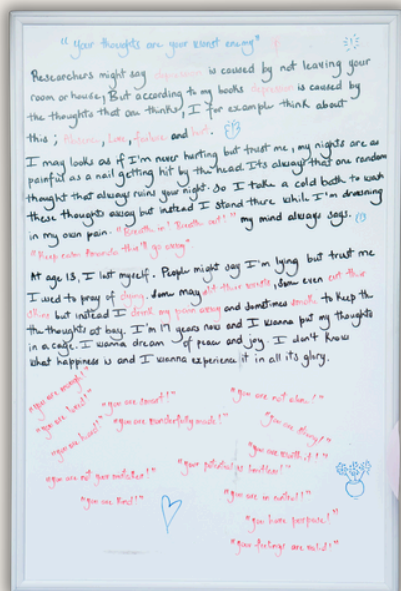 "Your thoughts are your worst enemy"
Researchers might say depression is caused by not leaving your
room or house, But according to my books depression is caused by
the thoughts that one thinks, I for example think about
this ; Phoenix, Love, failure and hurt.
I may looks as if I'm never hurting but trust me, my nights are as
painful as a nail getting hit by the head. Its always that one random
thought that always ruins your night. So I take a cold bath to wash
these thoughts away but instead I stand there while I'm drowning
in my own pain. "Breath in! Breath out!" my mind always says.
"Keep calm Amanda this'll go away".
At age 13, I lost myself. People might say I'm lying but trust me
I used to pray of dying. Some may slit their wrists, some even cut their
skins but instead I drink my pain away and sometimes smoke to keep the
the thoughts at bay. I'm 17 years now and I wanna put my thoughts
in a cage. I wanna dream of peace and joy. I don't know
what happiness is and I wanna experience it in all its glory.
"you are enough!"
"you are loved!"
"you are smart!"
"you are heard!"
"you are wonderfully made!"
"you are not alone!"
"you are strong!"
"you are worth it!"
"you are not your mistakes!"
"your potential is limitless!"
"you are kind!"
"you are in control!"
"you have purpose!"
"your feelings are valid!"